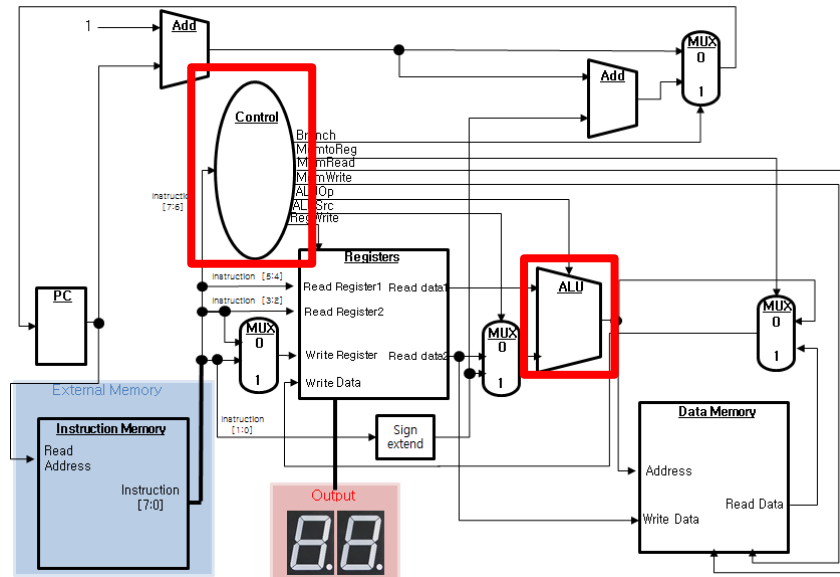 1
Add
MUX
0
1
Add
Control
Branch
MemtoReg
MemRead
MemWrite
ALUOp
ALUSrc
RegWrite
Instruction
[7:6]
Registers
Instruction [5:4]
Read Register1
Read data1
Instruction [3:2]
Read Register2
ALU
PC
MUX
0
1
Write Register
Read data2
Write Data
MUX
0
1
MUX
0
1
External Memory
Instruction Memory
Read
Address
Instruction
[7:0]
Instruction
[1:0]
Sign
extend
Data Memory
Address
Write Data
Read Data
Output
88